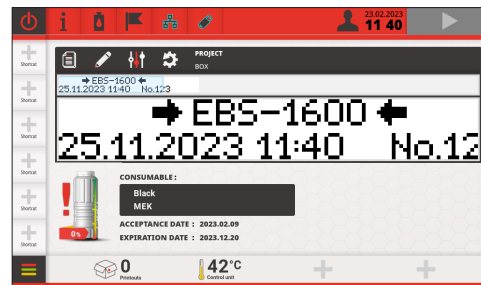 23.02.2023
11 40
Shortcut
Shortcut
Shortcut
Shortcut
Shortcut
Shortcut
PROJECT
BOX
EBS-1600
25.11.2023 11:40 No.123
EBS-1600
25.11.2023 11:40 No.12
CONSUMABLE:
Black
MEK
0%
ACCEPTANCE DATE : 2023.02.09
EXPIRATION DATE : 2023.12.20
0
Printouts
42°C
Control unit